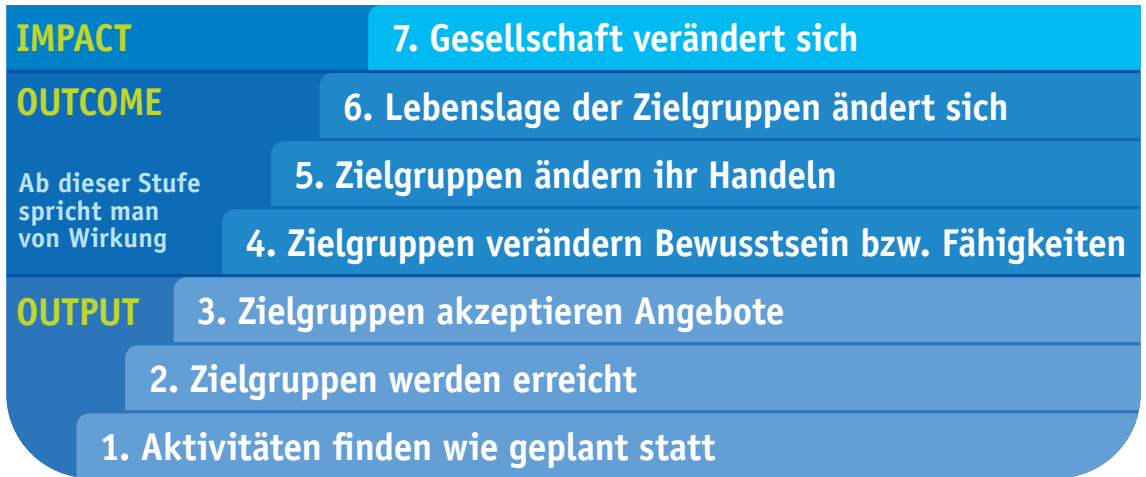 IMPACT
7. Gesellschaft verändert sich
OUTCOME
6. Lebenslage der Zielgruppen ändert sich
Ab dieser Stufe
spricht man
von Wirkung
5. Zielgruppen ändern ihr Handeln
4. Zielgruppen verändern Bewusstsein bzw. Fähigkeiten
OUTPUT
3. Zielgruppen akzeptieren Angebote
2. Zielgruppen werden erreicht
1. Aktivitäten finden wie geplant statt